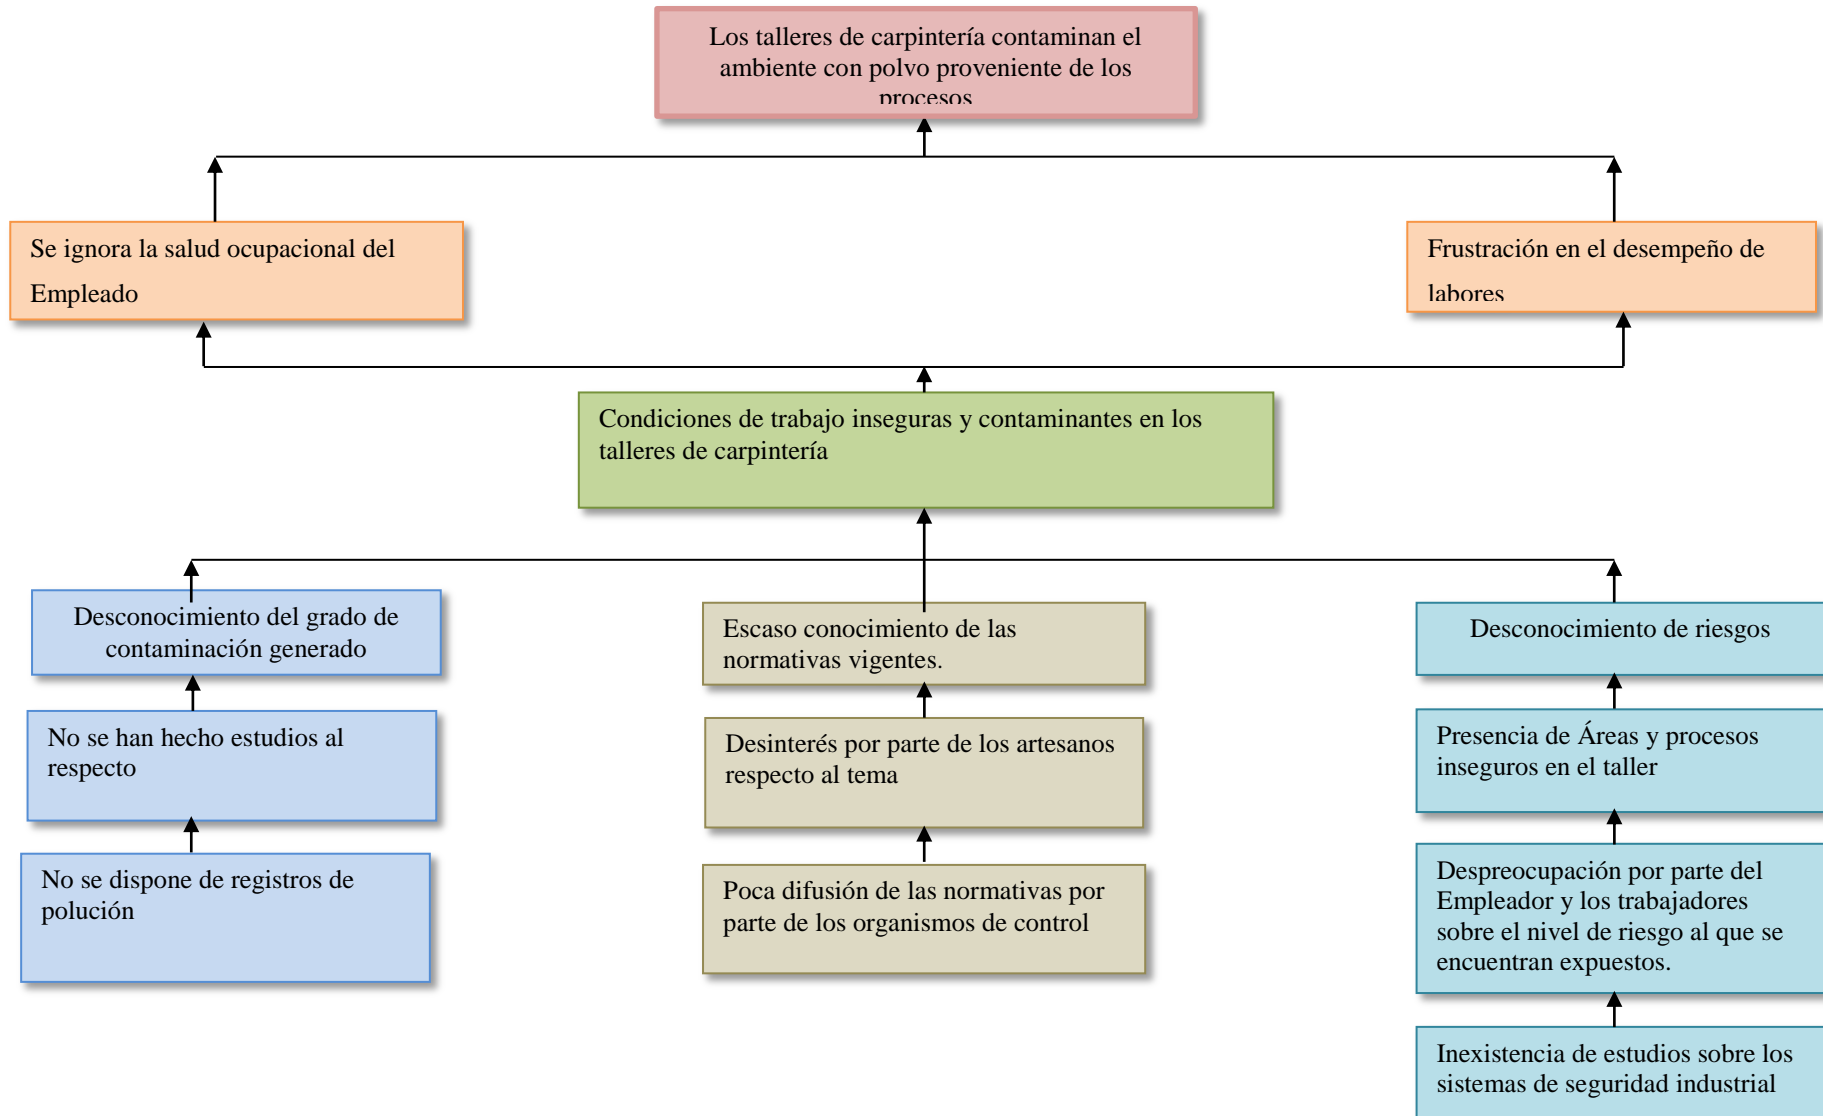 Los talleres de carpintería contaminan el
ambiente con polvo proveniente de los
procesos
Se ignora la salud ocupacional del
Empleado
Frustración en el desempeño de
labores
Condiciones de trabajo inseguras y contaminantes en los
talleres de carpintería
Desconocimiento del grado de
contaminación generado
Escaso conocimiento de las
normativas vigentes.
Desconocimiento de riesgos
No se han hecho estudios al
respecto
Desinterés por parte de los artesanos
respecto al tema
Presencia de Áreas y procesos
inseguros en el taller
No se dispone de registros de
polución
Poca difusión de las normativas por
parte de los organismos de control
Despreocupación por parte del
Empleador y los trabajadores
sobre el nivel de riesgo al que se
encuentran expuestos.
Inexistencia de estudios sobre los
sistemas de seguridad industrial